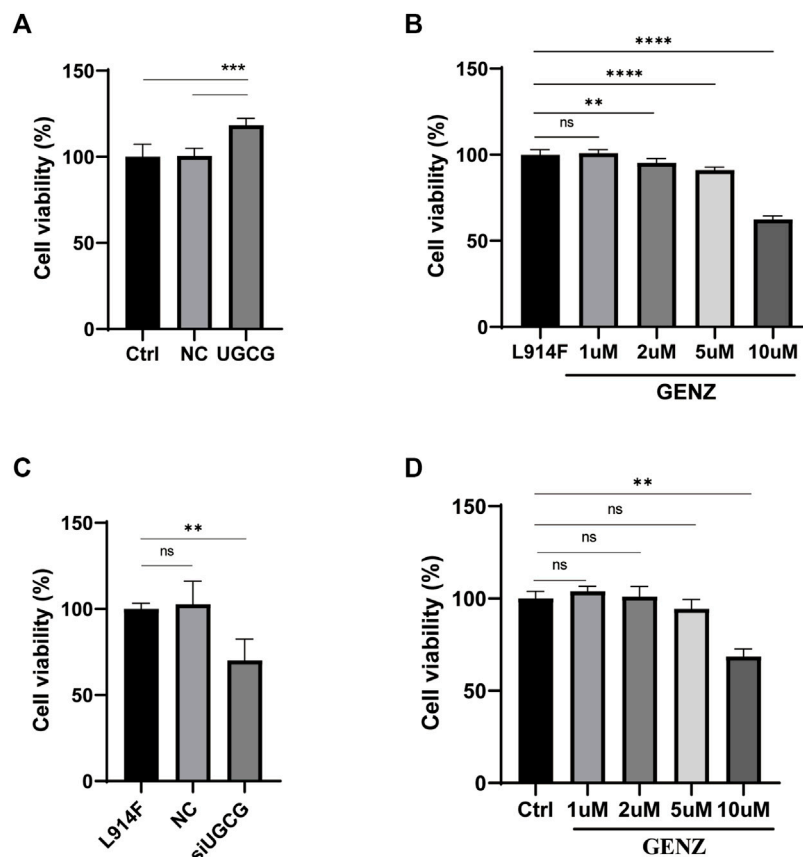 A
Cell viability (%)
150
100
50
0
***
Ctrl NC UGCG
B
Cell viability (%)
150
100
50
0
****
****
**
ns
L914F 1uM 2uM 5uM 10uM
GENZ
C
Cell viability (%)
150
100
50
0
**
ns
L914F NC siUGCG
D
Cell viability (%)
150
100
50
0
**
ns
ns
ns
Ctrl 1uM 2uM 5uM 10uM
GENZ